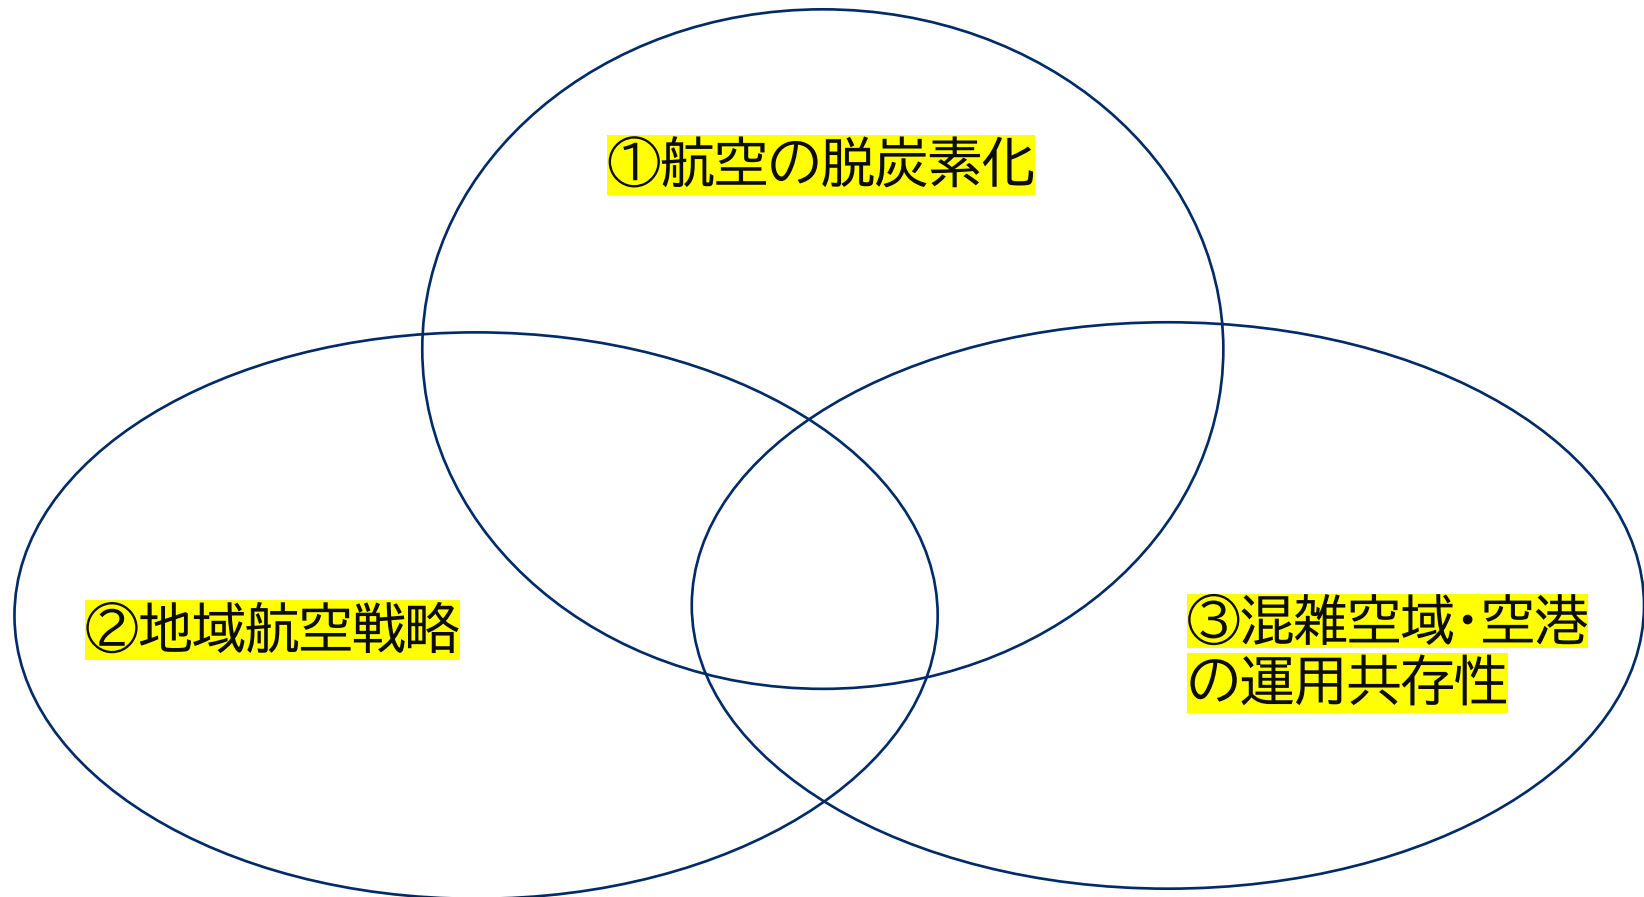 ①航空の脱炭素化
②地域航空戦略
③混雑空域・空港
の運用共存性